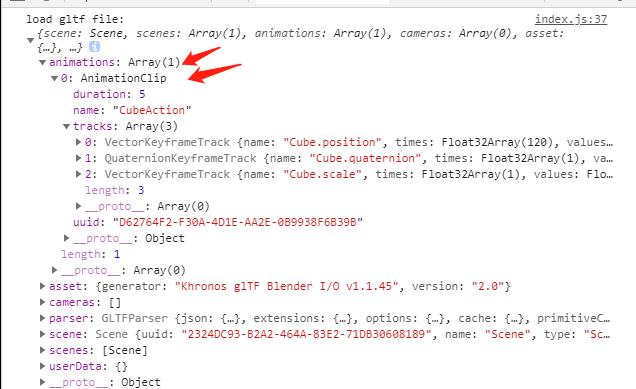 load gltf file: index.js:37
{scene: Scene, scenes: Array(1), animations: Array(1), cameras: Array(0), asset:
▼ {…}, …} i
▼ animations: Array(1)
▼ 0: AnimationClip
duration: 5
name: "CubeAction"
▼ tracks: Array(3)
▶ 0: VectorKeyframeTrack {name: "Cube.position", times: Float32Array(120), values…
▶ 1: QuaternionKeyframeTrack {name: "Cube.quaternion", times: Float32Array(1), va…
▶ 2: VectorKeyframeTrack {name: "Cube.scale", times: Float32Array(1), values: Flo…
length: 3
▶ __proto__: Array(0)
uuid: "D62764F2-F30A-4D1E-AA2E-0B9938F6B39B"
▶ __proto__: Object
length: 1
▶ __proto__: Array(0)
▶ asset: {generator: "Khronos glTF Blender I/O v1.1.45", version: "2.0"}
▶ cameras: []
▶ parser: GLTFParser {json: {…}, extensions: {…}, options: {…}, cache: {…}, primitiveC…
▶ scene: Scene {uuid: "2324DC93-B2A2-464A-83E2-71DB30608189", name: "Scene", type: "Sc…
▶ scenes: [Scene]
▶ userData: {}
▶ __proto__: Object